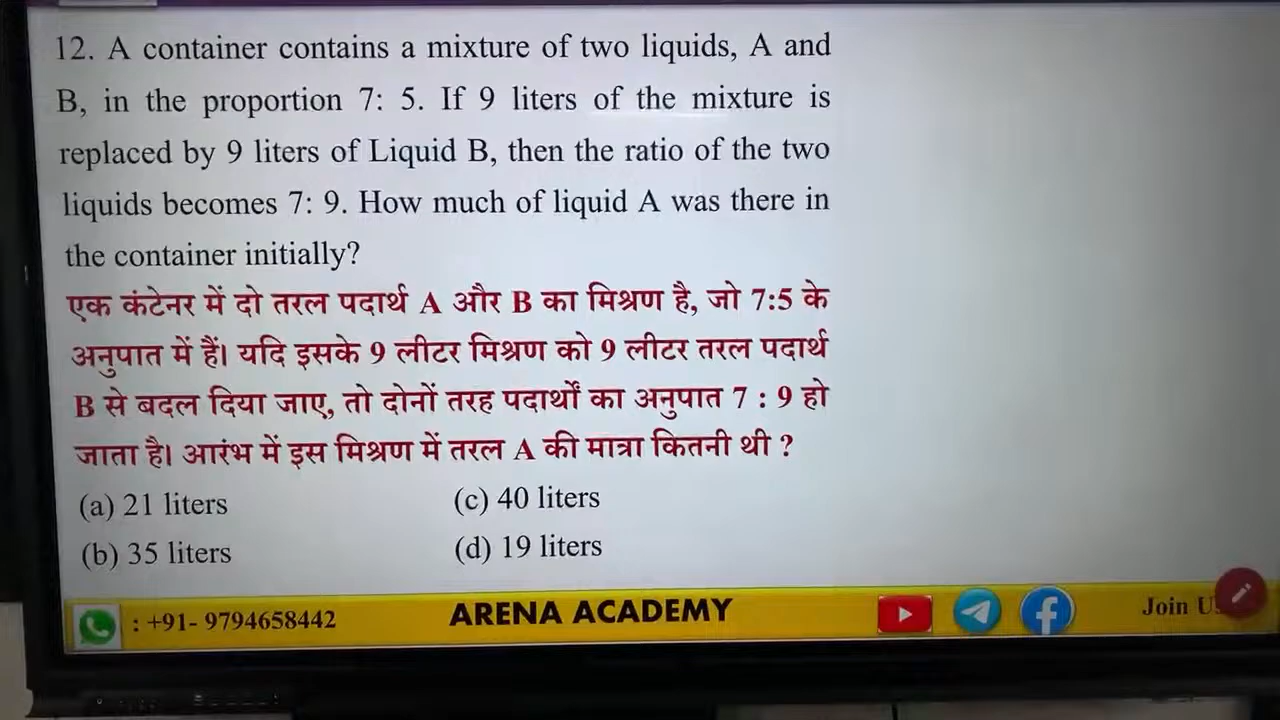 12. A container contains a mixture of two liquids, A and
B, in the proportion 7: 5. If 9 liters of the mixture is
replaced by 9 liters of Liquid B, then the ratio of the two
liquids becomes 7: 9. How much of liquid A was there in
the container initially?
एक कंटेनर में दो तरल पदार्थ A और B का मिश्रण है, जो 7:5 के
अनुपात में हैं। यदि इसके 9 लीटर मिश्रण को 9 लीटर तरल पदार्थ
B से बदल दिया जाए, तो दोनों तरह पदार्थों का अनुपात 7 : 9 हो
जाता है। आरंभ में इस मिश्रण में तरल A की मात्रा कितनी थी ?
(a) 21 liters (c) 40 liters
(b) 35 liters (d) 19 liters
: +91- 9794658442 ARENA ACADEMY Join